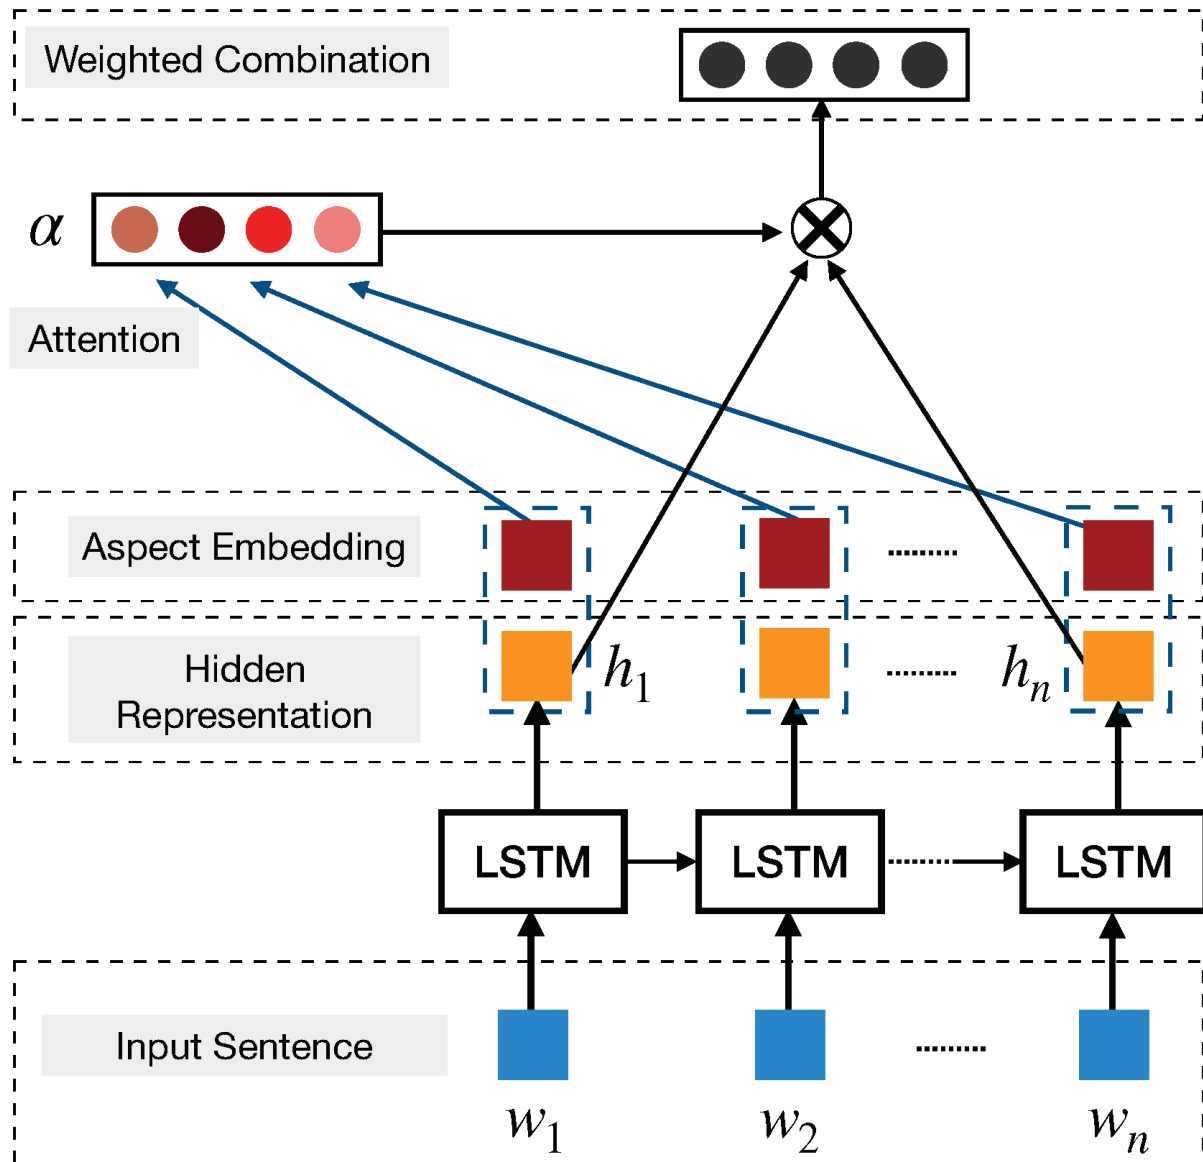 Weighted Combination
α
Attention
Aspect Embedding
Hidden
Representation
h₁
hₙ
LSTM LSTM LSTM
Input Sentence
w₁ w₂ wₙ